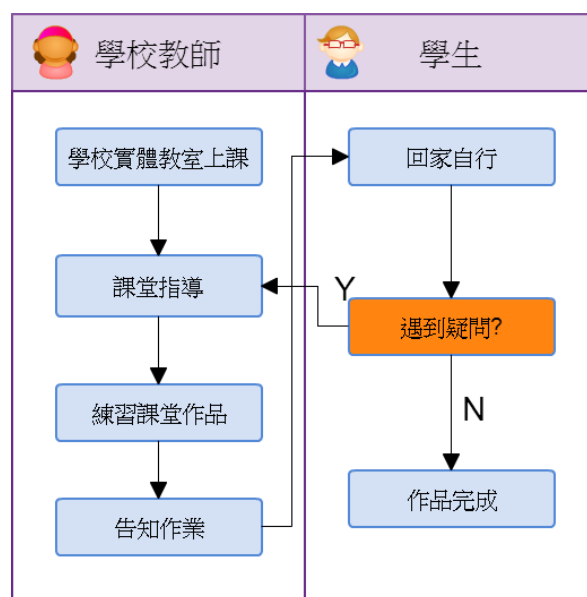 學校教師
學生
學校實體教室上課
課堂指導
練習課堂作品
告知作業
回家自行
遇到疑問?
Y
N
作品完成